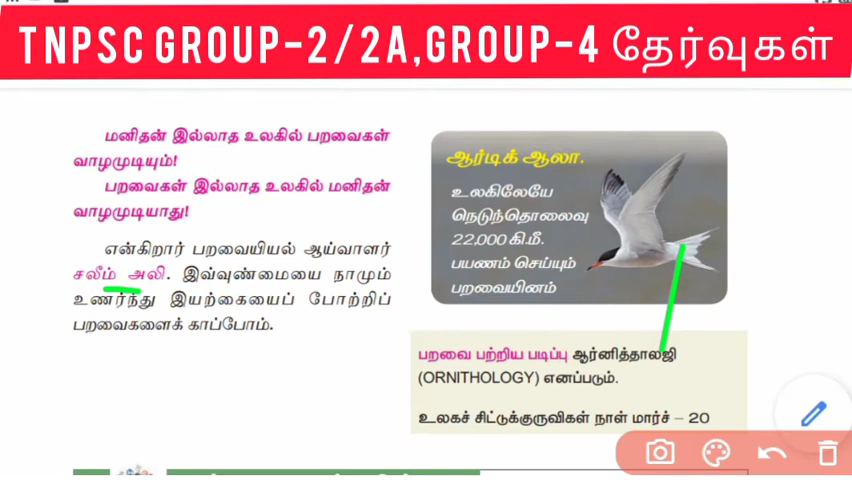 TNPSC GROUP-2/2A,GROUP-4 தேர்வுகள்
மனிதன் இல்லாத உலகில் பறவைகள்
வாழமுடியும்!
பறவைகள் இல்லாத உலகில் மனிதன்
வாழமுடியாது!
என்கிறார் பறவையியல் ஆய்வாளர்
சலீம் அலி. இவ்வுண்மையை நாமும்
உணர்ந்து இயற்கையைப் போற்றிப்
பறவைகளைக் காப்போம்.
ஆர்டிக் ஆலா.
உலகிலேயே
நெடுந்தொலைவு
22,000 கி.மீ.
பயணம் செய்யும்
பறவையினம்
பறவை பற்றிய படிப்பு ஆர்னித்தாலஜி
(ORNITHOLOGY) எனப்படும்.
உலகச் சிட்டுக்குருவிகள் நாள் மார்ச் – 20